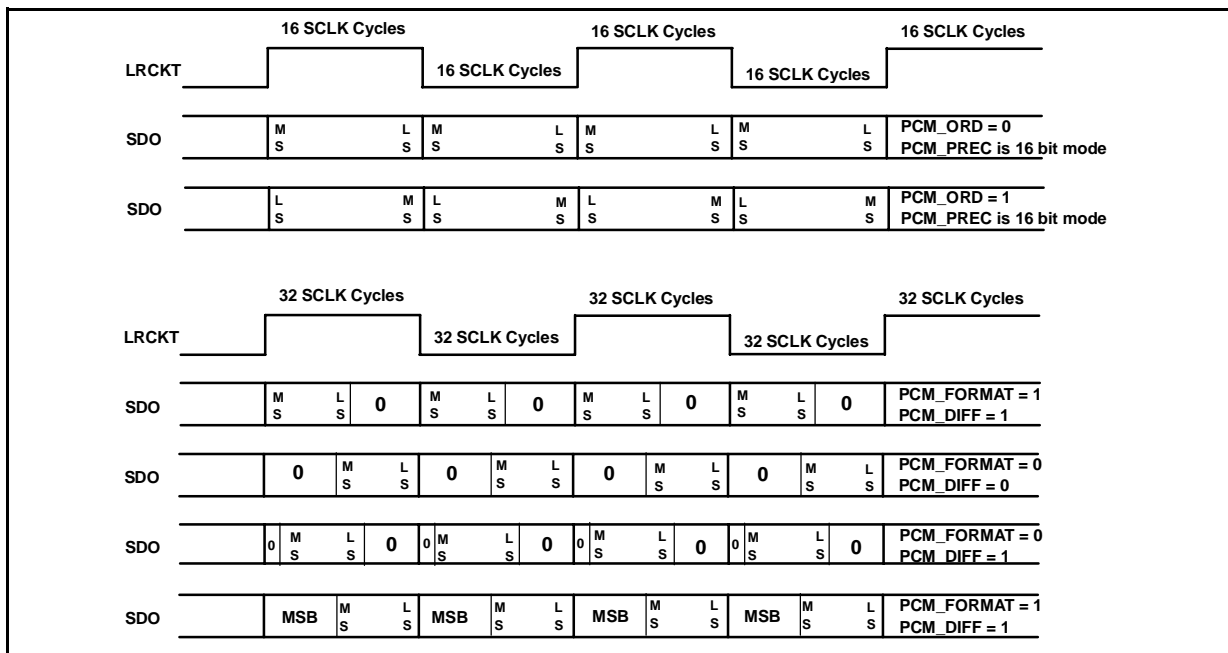 16 SCLK Cycles 16 SCLK Cycles 16 SCLK Cycles
LRCKT 16 SCLK Cycles 16 SCLK Cycles
SDO M L M L M L M L PCM_ORD = 0
S S S S S S S S PCM_PREC is 16 bit mode
SDO L M L M L M L M PCM_ORD = 1
S S S S S S S S PCM_PREC is 16 bit mode
32 SCLK Cycles 32 SCLK Cycles 32 SCLK Cycles
LRCKT 32 SCLK Cycles 32 SCLK Cycles
SDO M L 0 M L 0 M L 0 M L 0 PCM_FORMAT = 1
S S S S S S S S PCM_DIFF = 1
SDO 0 M L 0 M L 0 M L 0 M L PCM_FORMAT = 0
S S S S S S S S PCM_DIFF = 0
SDO 0 M L 0 0 M L 0 0 M L 0 0 M L 0 PCM_FORMAT = 0
S S S S S S S S PCM_DIFF = 1
SDO MSB M L MSB M L MSB M L MSB M L PCM_FORMAT = 1
S S S S S S S S PCM_DIFF = 1